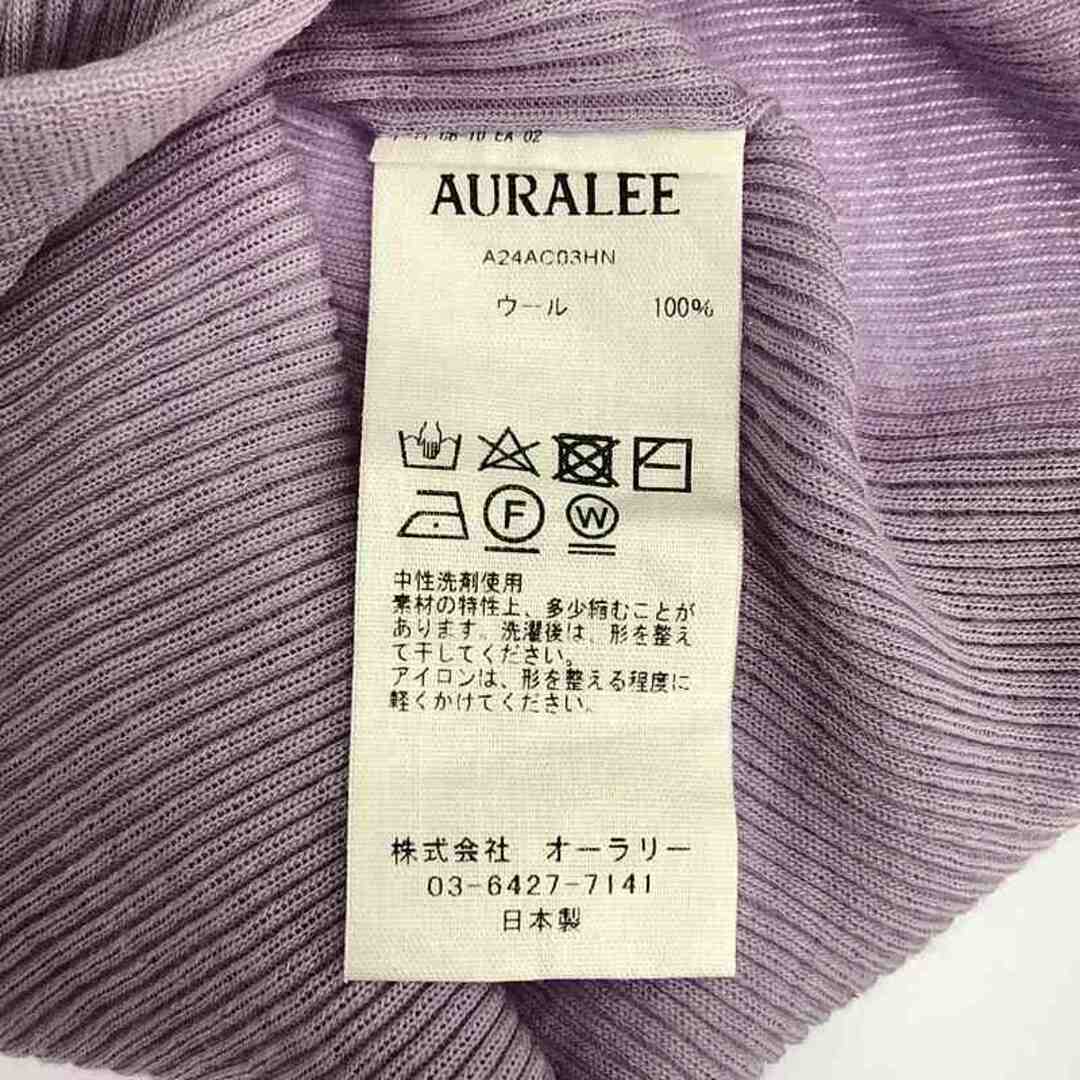 CB 10 EX 02
AURALEE
A24AC03HN
ウール 100%
F W
中性洗剤使用
素材の特性上、多少縮むことが
あります。洗濯後は、形を整え
て干してください。
アイロンは、形を整える程度に
軽くかけてください。
株式会社 オーラリー
03-6427-7141
日本製